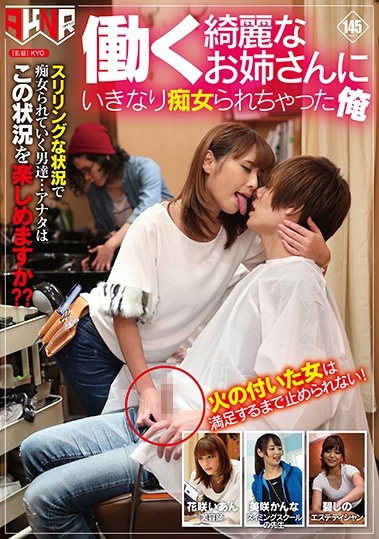 AKNR
【監督】KYO
145
働く綺麗な
お姉さんに
いきなり痴女られちゃった俺
スリリングな状況で
痴女られていく男達…アナタは
この状況を楽しめますか??
火の付いた女は
満足するまで止められない!
花咲いあん
美容師
美咲かんな
スイミングスクール
の先生
碧しの
エステティシャン